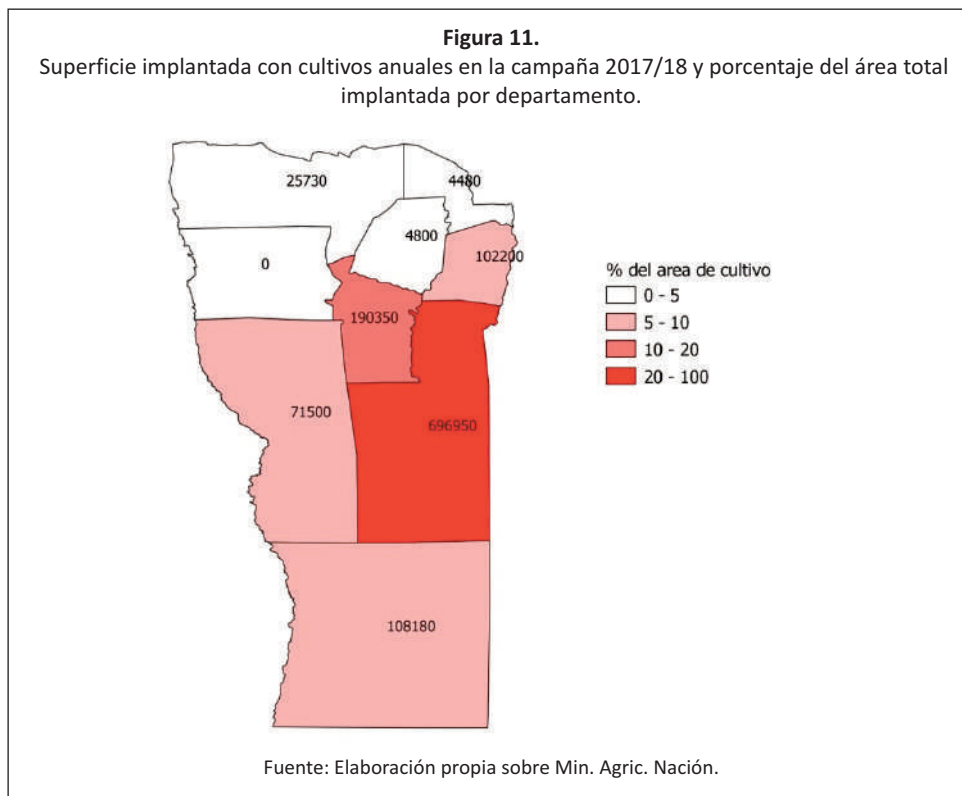 Figura 11.
Superficie implantada con cultivos anuales en la campaña 2017/18 y porcentaje del área total
implantada por departamento.
25730
4480
4800
0
102200
190350
71500
696950
108180
% del area de cultivo
0 - 5
5 - 10
10 - 20
20 - 100
Fuente: Elaboración propia sobre Min. Agric. Nación.